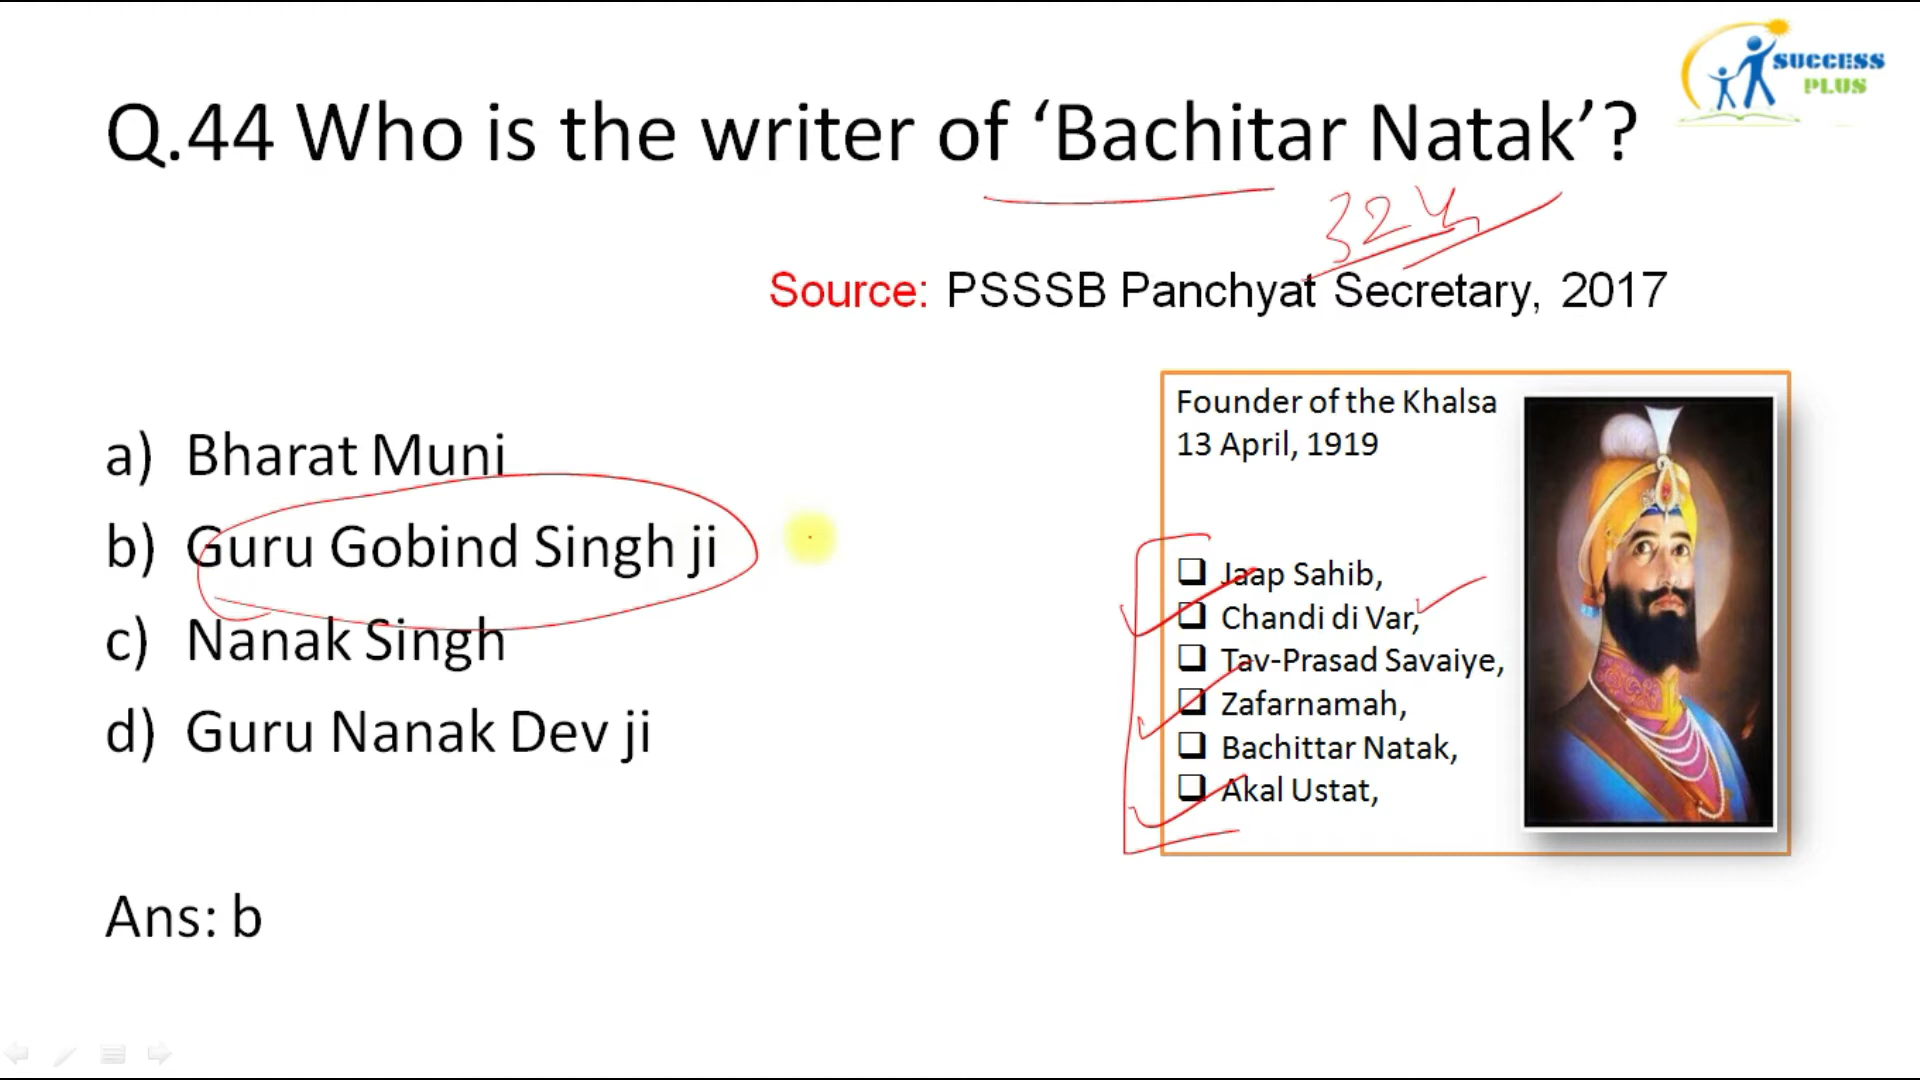 SUCCESS
PLUS
Q.44 Who is the writer of ‘Bachitar Natak’?
Source: PSSSB Panchyat Secretary, 2017
a) Bharat Muni
b) Guru Gobind Singh ji
c) Nanak Singh
d) Guru Nanak Dev ji
Ans: b
Founder of the Khalsa
13 April, 1919
❑ Jaap Sahib,
❑ Chandi di Var,
❑ Tav-Prasad Savaiye,
❑ Zafarnamah,
❑ Bachittar Natak,
❑ Akal Ustat,